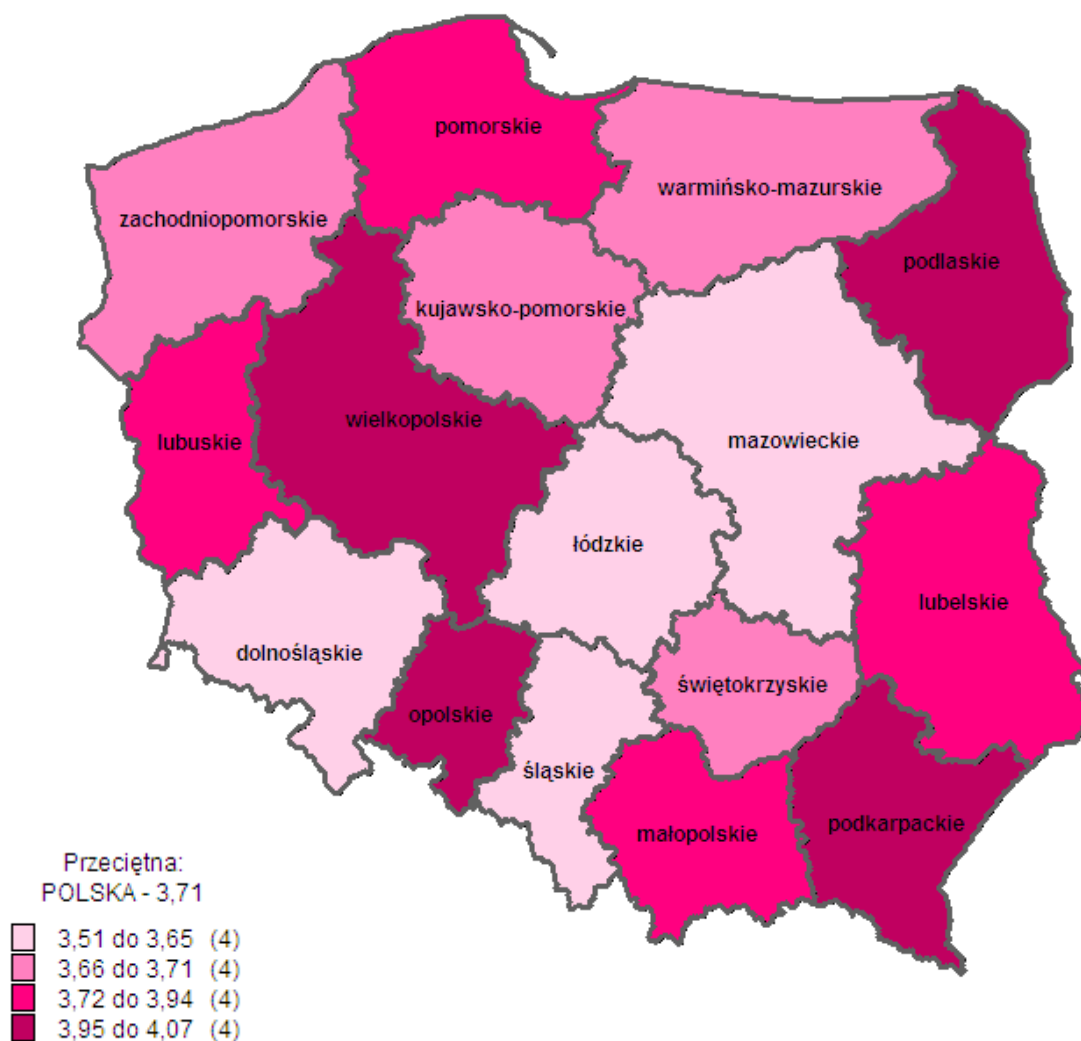 pomorskie
warmińsko-mazurskie
zachodniopomorskie
podlaskie
kujawsko-pomorskie
wielkopolskie
lubuskie
mazowieckie
łódzkie
lubelskie
dolnośląskie
świętokrzyskie
opolskie
śląskie
podkarpackie
małopolskie
Przeciętna:
POLSKA - 3,71
3,51 do 3,65 (4)
3,66 do 3,71 (4)
3,72 do 3,94 (4)
3,95 do 4,07 (4)